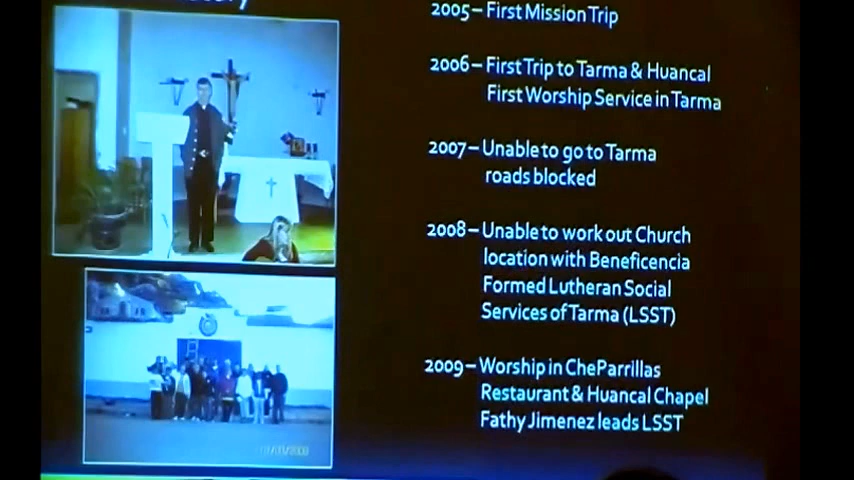 2005 – First Mission Trip
2006 – First Trip to Tarma & Huancal
First Worship Service in Tarma
2007 – Unable to go to Tarma
roads blocked
2008 – Unable to work out Church
location with Beneficencia
Formed Lutheran Social
Services of Tarma (LSST)
2009 – Worship in CheParrillas
Restaurant & Huancal Chapel
Fathy Jimenez leads LSST